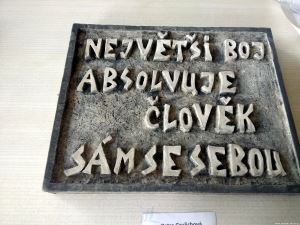 NEJVĚTŠÍ BOJ
ABSOLVUJE
ČLOVĚK
SÁM SE SEBOU